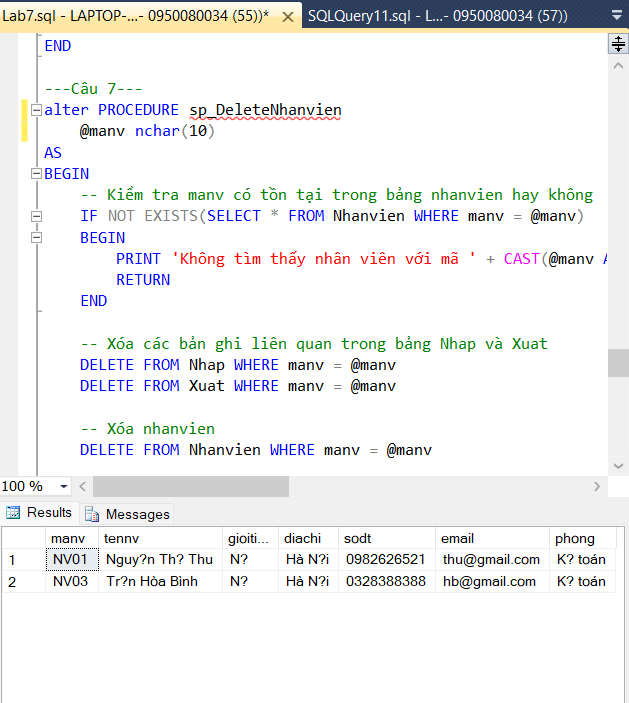 Lab7.sql - LAPTOP-...- 0950080034 (55))* SQLQuery11.sql - L...- 0950080034 (57))
END
---Câu 7---
alter PROCEDURE sp_DeleteNhanvien
@manv nchar(10)
AS
BEGIN
-- Kiểm tra manv có tồn tại trong bảng nhanvien hay không
IF NOT EXISTS(SELECT * FROM Nhanvien WHERE manv = @manv)
BEGIN
PRINT 'Không tìm thấy nhân viên với mã ' + CAST(@manv A
RETURN
END
-- Xóa các bản ghi liên quan trong bảng Nhap và Xuat
DELETE FROM Nhap WHERE manv = @manv
DELETE FROM Xuat WHERE manv = @manv
-- Xóa nhanvien
DELETE FROM Nhanvien WHERE manv = @manv
100 %
Results Messages
manv tennv gioiti... diachi sodt email phong
1 NV01 Nguy?n Th? Thu N? Hà N?i 0982626521 thu@gmail.com K? toán
2 NV03 Tr?n Hòa Bình N? Hà N?i 0328388388 hb@gmail.com K? toán